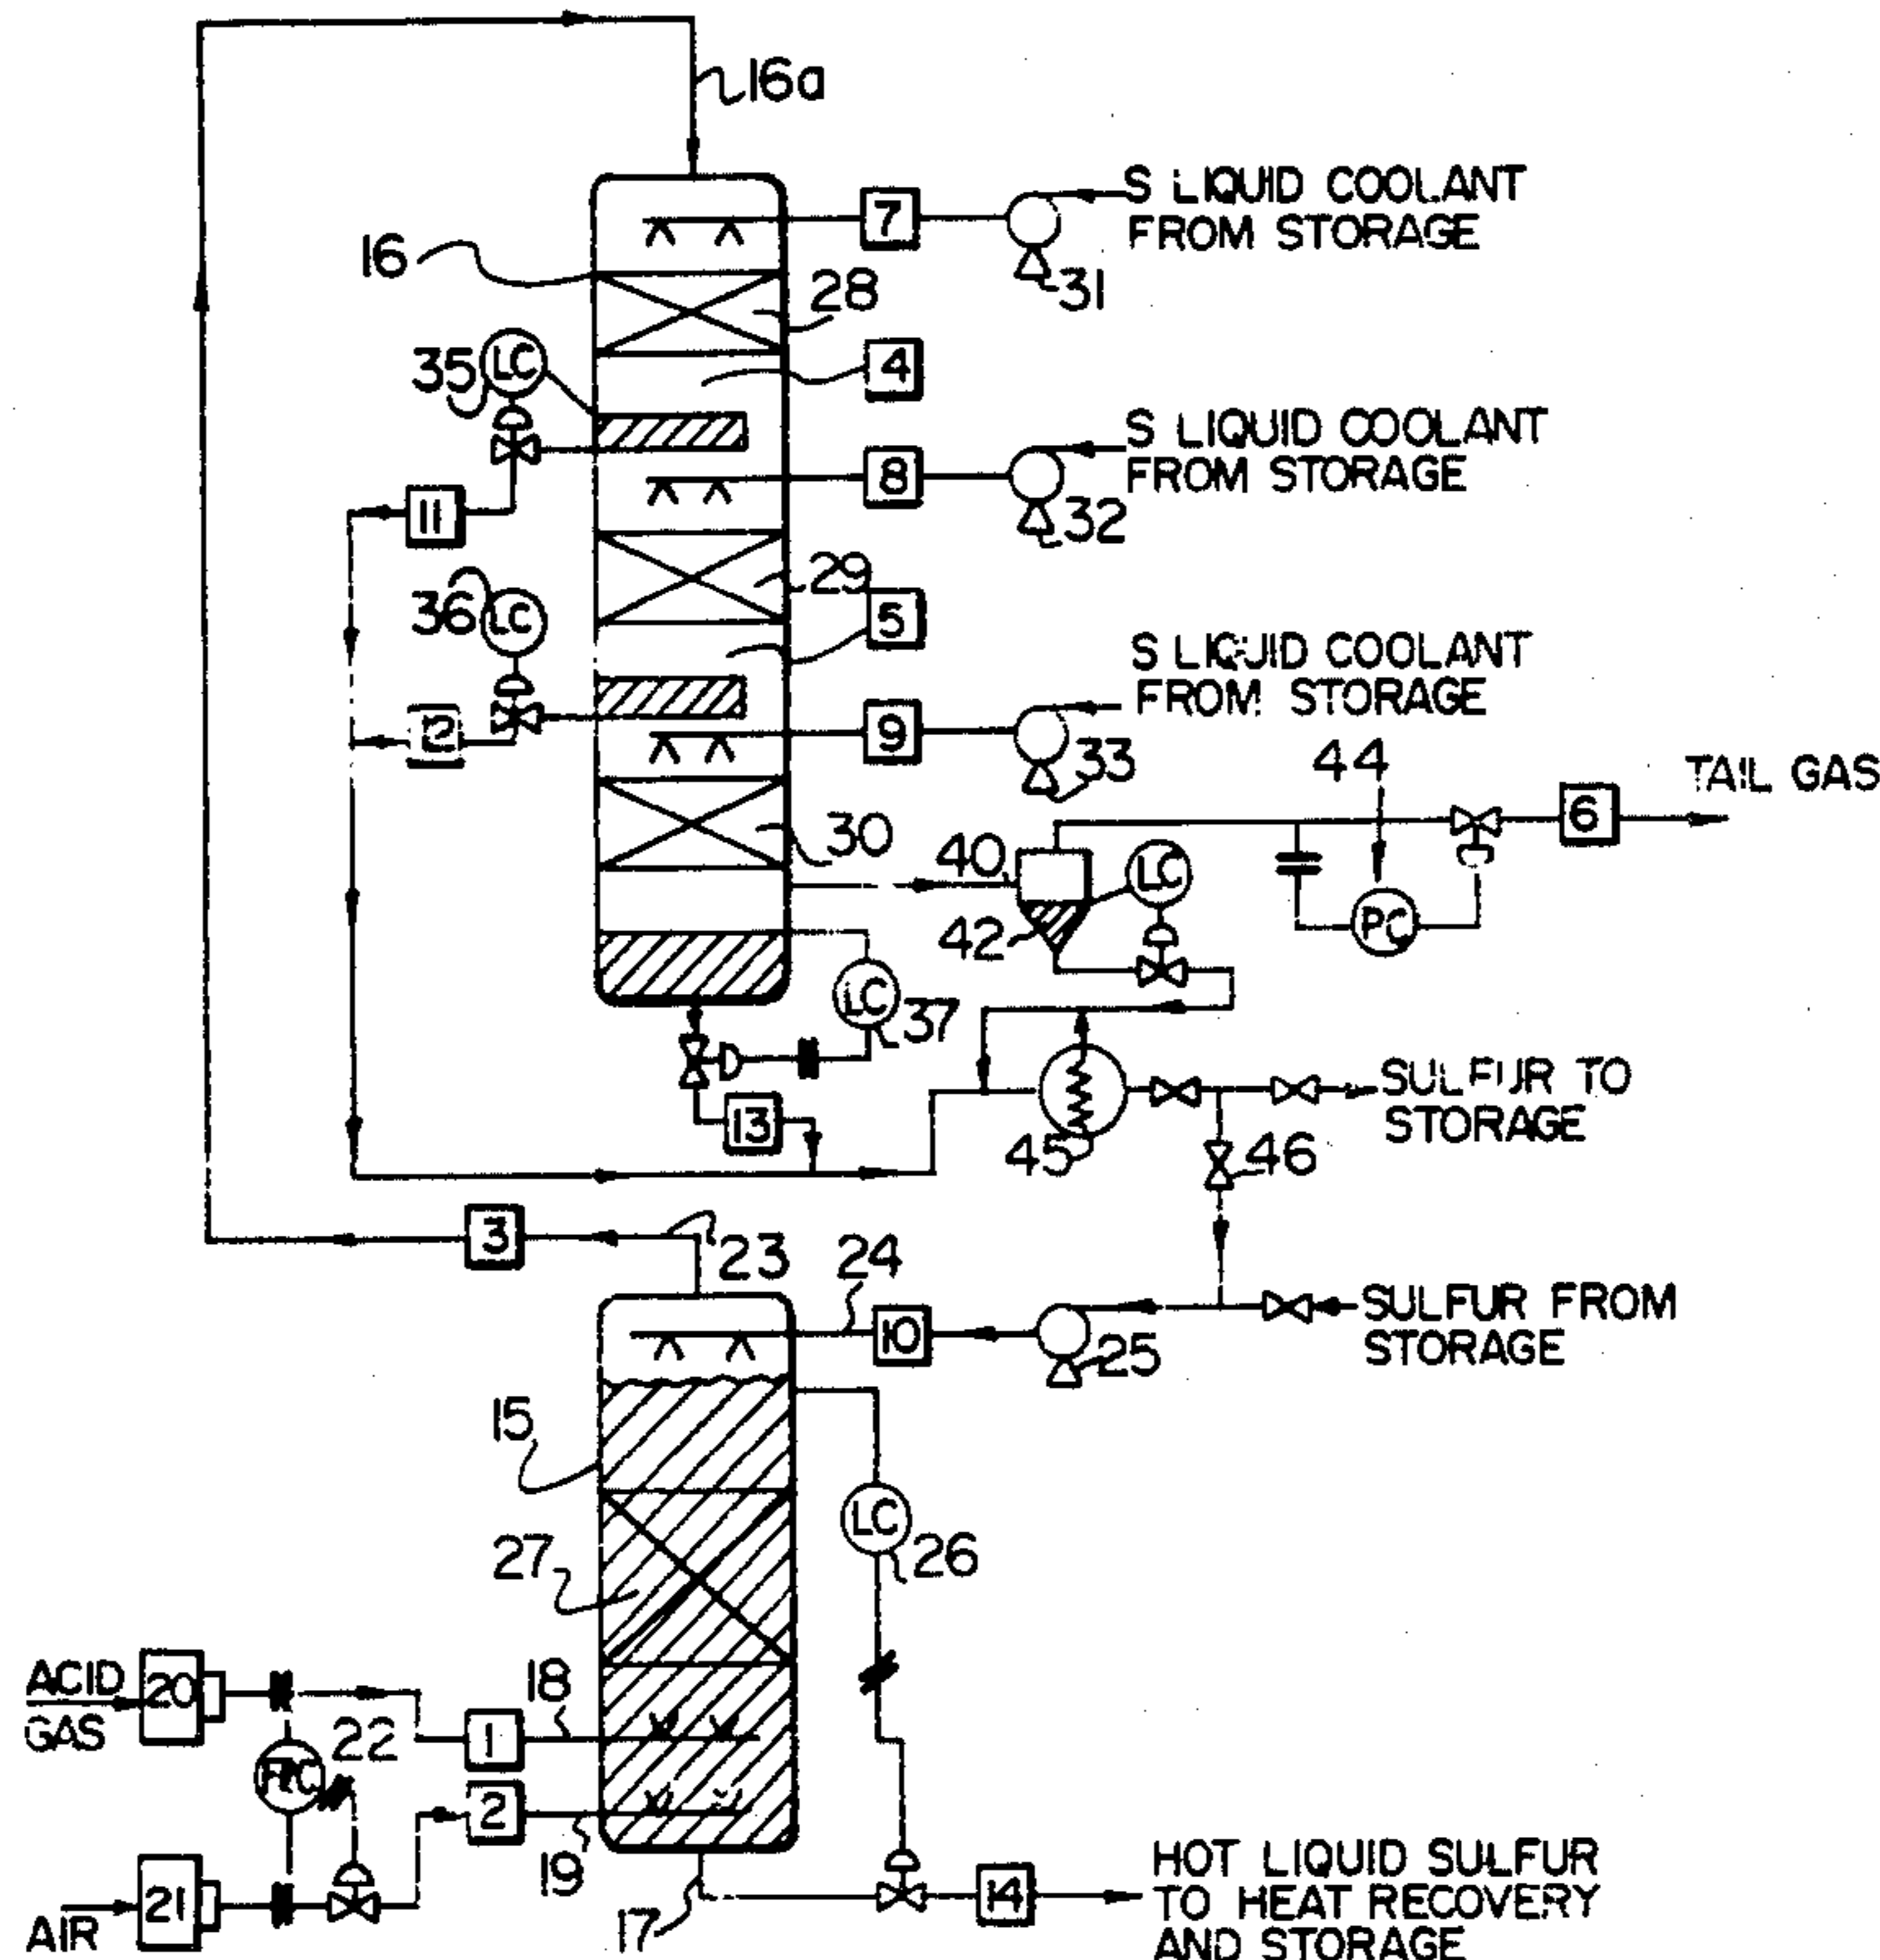 16a
S LIQUID COOLANT
FROM STORAGE
7
31
16
28
4
LC
35
S LIQUID COOLANT
FROM STORAGE
8
32
11
29
36
LC
5
S LIQUID COOLANT
FROM STORAGE
12
9
33
44
TAIL GAS
6
30
40
LC
42
PC
LC
37
13
45
SULFUR TO
STORAGE
46
3
23
24
10
25
SULFUR FROM
STORAGE
15
LC
26
27
ACID
GAS
20
18
22
1
2
19
AIR
21
17
14
HOT LIQUID SULFUR
TO HEAT RECOVERY
AND STORAGE